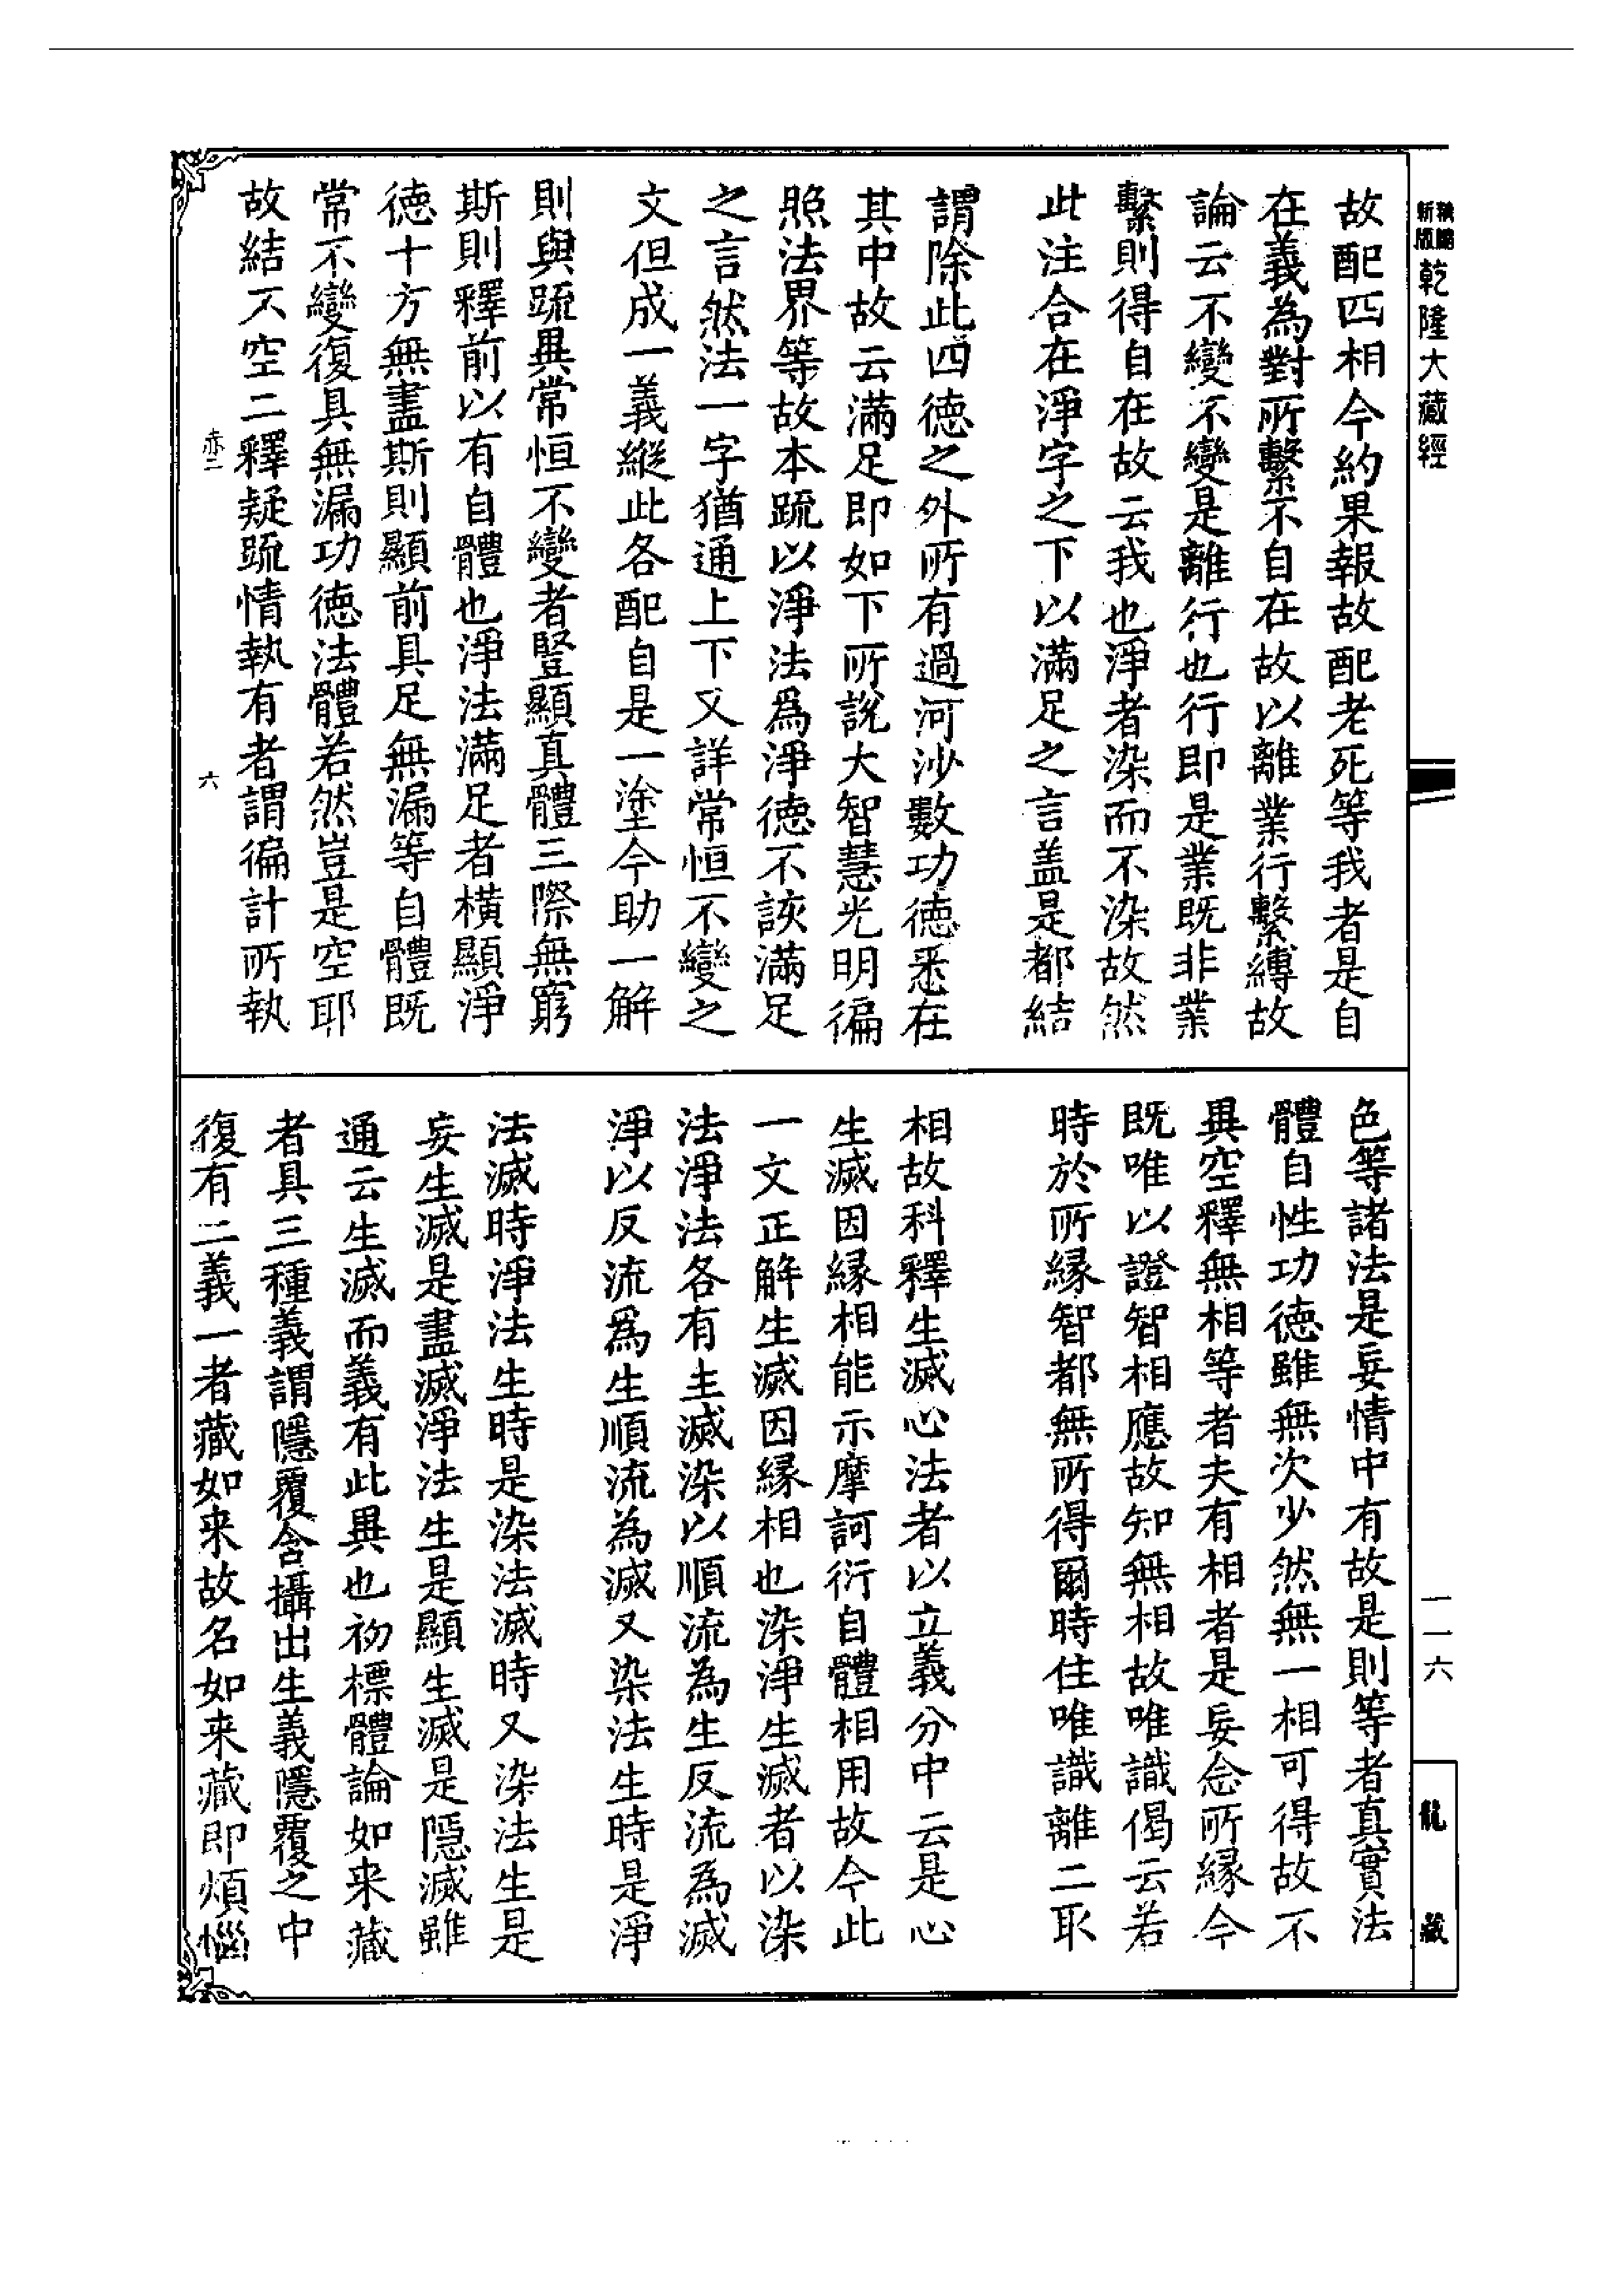 新版
乾隆大藏經
一一六
龍藏
故配四相今約果報故配老死等我者是自
在義為對所繫不自在故以離業行繫縛故
論云不變不變是離行也行即是業既非業
繫則得自在故云我也淨者染而不染故然
此注合在淨字之下以滿足之言盖是都結
謂除此四德之外所有過河沙數功德悉在
其中故云滿足即如下所說大智慧光明徧
照法界等故本䟽以淨法爲淨德不該滿足
之言然法一字猶通上下又詳常恒不變之
文但成一義縱此各配自是一塗今助一解
則與䟽異常恒不變者豎顯真體三際無窮
斯則釋前以有自體也淨法滿足者橫顯淨
德十方無盡斯則顯前具足無漏等自體既
常不變復具無漏功德法體若然豈是空耶
故結不空二釋疑䟽情執有者謂徧計所執
赤二
六
色等諸法是妄情中有故是則等者真實法
體自性功德雖無次少然無一相可得故不
異空釋無相等者夫有相者是妄念所緣今
既唯以證智相應故知無相故唯識偈云若
時於所緣智都無所得爾時住唯識離二取
相故科釋生滅心法者以立義分中云是心
生滅因緣相能示摩訶衍自體相用故今此
一文正解生滅因緣相也染淨生滅者以染
法淨法各有生滅染以順流為生反流為滅
淨以反流爲生順流為滅又染法生時是淨
法滅時淨法生時是染法滅時又染法生是
妄生滅是盡滅淨法生是顯生滅是隱滅雖
通云生滅而義有此異也初標體論如来藏
者具三種義謂隱覆含攝出生義隱覆之中
復有二義一者藏如来故名如来藏即煩惱